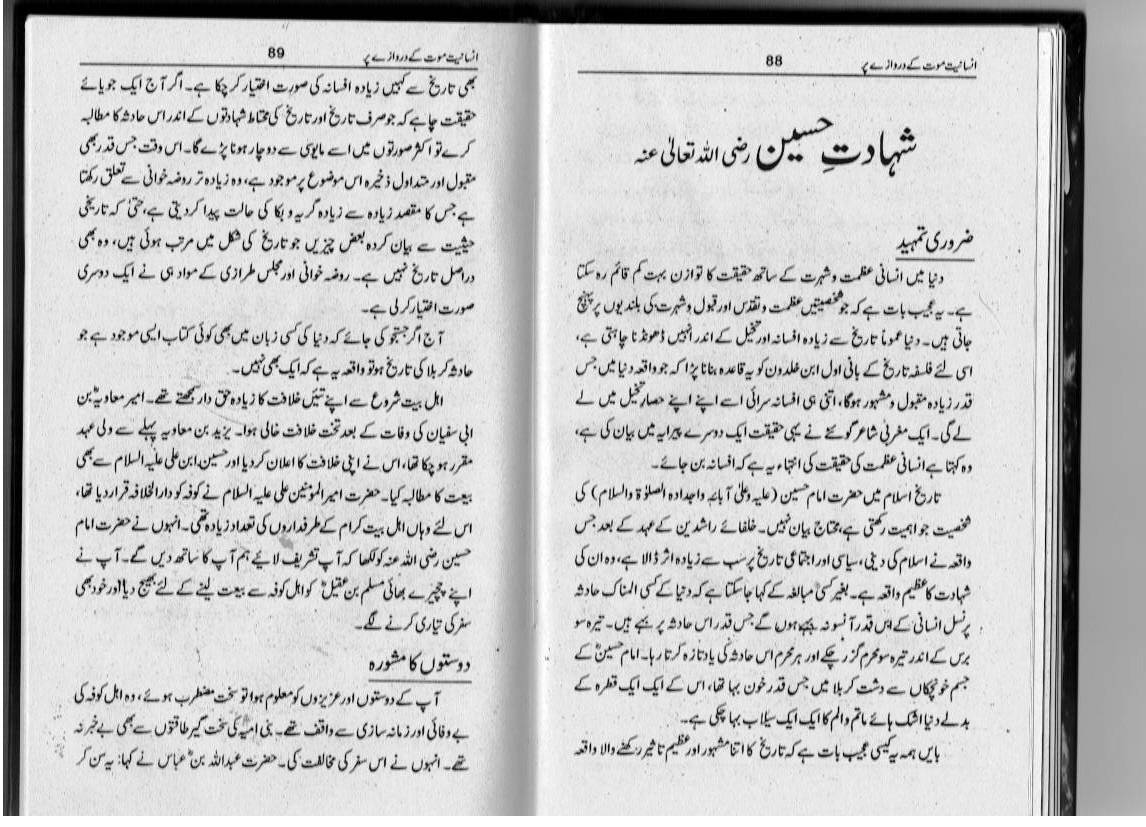 انسانیت موت کے دروازے پر 88
شہادتِ حسین رضی اللہ تعالیٰ عنہ
ضروری تمہید
دنیا میں انسانی عظمت و شہرت کے ساتھ حقیقت کا توازن بہت کم قائم رہ سکتا
ہے۔ یہ عجیب بات ہے کہ جو شخصیتیں عظمت و تقدس اور قبول و شہرت کی بلندیوں پر پہنچ
جاتی ہیں۔ دنیا عموماً تاریخ سے زیادہ افسانہ اور تخیل کے اندر انہیں ڈھونڈنا چاہتی ہے،
اسی لئے فلسفہ تاریخ کے بانی اول ابن خلدون کو یہ قاعدہ بنانا پڑا کہ جو واقعہ دنیا میں جس
قدر زیادہ مقبول و مشہور ہوگا، اتنی ہی افسانہ سرائی اسے اپنے اپنے حصار تخیل میں لے
لے گی۔ ایک مغربی شاعر گوئٹے نے یہی حقیقت ایک دوسرے پیرایہ میں بیان کی ہے،
وہ کہتا ہے انسانی عظمت کی حقیقت کی انتہاء یہ ہے کہ افسانہ بن جائے۔
تاریخ اسلام میں حضرت امام حسین (علیہ وعلیٰ آبائہ واجدادہ الصلوٰۃ والسلام) کی
شخصیت جو اہمیت رکھتی ہے، محتاج بیان نہیں۔ خلفائے راشدین کے عہد کے بعد جس
واقعہ نے اسلام کی دینی، سیاسی اور اجتماعی تاریخ پر سب سے زیادہ اثر ڈالا ہے، وہ ان کی
شہادت کا عظیم واقعہ ہے۔ بغیر کسی مبالغہ کے کہا جا سکتا ہے کہ دنیا کے کسی المناک حادثہ
پر نسل انسانی کے اس قدر آنسو نہ بہے ہوں گے جس قدر اس حادثہ پر بہے ہیں۔ تیرہ سو
برس کے اندر تیرہ سو محرم گزر چکے اور ہر محرم اس حادثہ کی یاد تازہ کرتا رہا۔ امام حسینؓ کے
جسم خونچکاں سے دشت کربلا میں جس قدر خون بہا تھا، اس کے ایک ایک قطرہ کے
بدلے دنیا اشک ہائے ماتم و الم کا ایک ایک سیلاب بہا چکی ہے۔
بایں ہمہ یہ کیسی عجیب بات ہے کہ تاریخ کا اتنا مشہور اور عظیم تاثیر رکھنے والا واقعہ
انسانیت موت کے دروازے پر 89
بھی تاریخ سے کہیں زیادہ افسانہ کی صورت اختیار کر چکا ہے۔ اگر آج ایک جویائے
حقیقت چاہے کہ جو صرف تاریخ اور تاریخ کی محتاط شہادتوں کے اندر اس حادثہ کا مطالبہ
کرے تو اکثر صورتوں میں اسے مایوسی سے دوچار ہونا پڑے گا۔ اس وقت جس قدر بھی
مقبول اور متداول ذخیرہ اس موضوع پر موجود ہے، وہ زیادہ تر روضہ خوانی سے تعلق رکھتا
ہے جس کا مقصد زیادہ سے زیادہ گریہ و بکا کی حالت پیدا کر دیتی ہے، حتیٰ کہ تاریخی
حیثیت سے بیان کردہ بعض چیزیں جو تاریخ کی شکل میں مرتب ہوئی ہیں، وہ بھی
دراصل تاریخ نہیں ہے۔ روضہ خوانی اور مجلس طرازی کے مواد ہی نے ایک دوسری
صورت اختیار کر لی ہے۔
آج اگر جستجو کی جائے کہ دنیا کی کسی زبان میں بھی کوئی کتاب ایسی موجود ہے جو
حادثہ کربلا کی تاریخ ہو تو واقعہ یہ ہے کہ ایک بھی نہیں۔
اہل بیت شروع سے اپنے تئیں خلافت کا زیادہ حق دار سمجھتے تھے۔ امیر معاویہ بن
ابی سفیان کی وفات کے بعد تخت خلافت خالی ہوا۔ یزید بن معاویہ پہلے سے ولی عہد
مقرر ہو چکا تھا، اس نے اپنی خلافت کا اعلان کر دیا اور حسین ابن علی علیہ السلام سے بھی
بیعت کا مطالبہ کیا۔ حضرت امیر المومنین علی علیہ السلام نے کوفہ کو دارالخلافہ قرار دیا تھا،
اس لئے وہاں اہل بیت کرام کے طرفداروں کی تعداد زیادہ تھی۔ انہوں نے حضرت امام
حسین رضی اللہ عنہ کو لکھا کہ آپ تشریف لائیے ہم آپ کا ساتھ دیں گے۔ آپ نے
اپنے چچیرے بھائی مسلم بن عقیلؓ کو اہل کوفہ سے بیعت لینے کے لئے بھیج دیا اور خود بھی
سفر کی تیاری کرنے لگے۔
دوستوں کا مشورہ
آپ کے دوستوں اور عزیزوں کو معلوم ہوا تو سخت مضطرب ہوئے، وہ اہل کوفہ کی
بے وفائی اور زمانہ سازی سے واقف تھے۔ بنی امیہ کی سخت گیر طاقتوں سے بھی بے خبر نہ
تھے۔ انہوں نے اس سفر کی مخالفت کی۔ حضرت عبداللہ بن عباس نے کہا: یہ سن کر